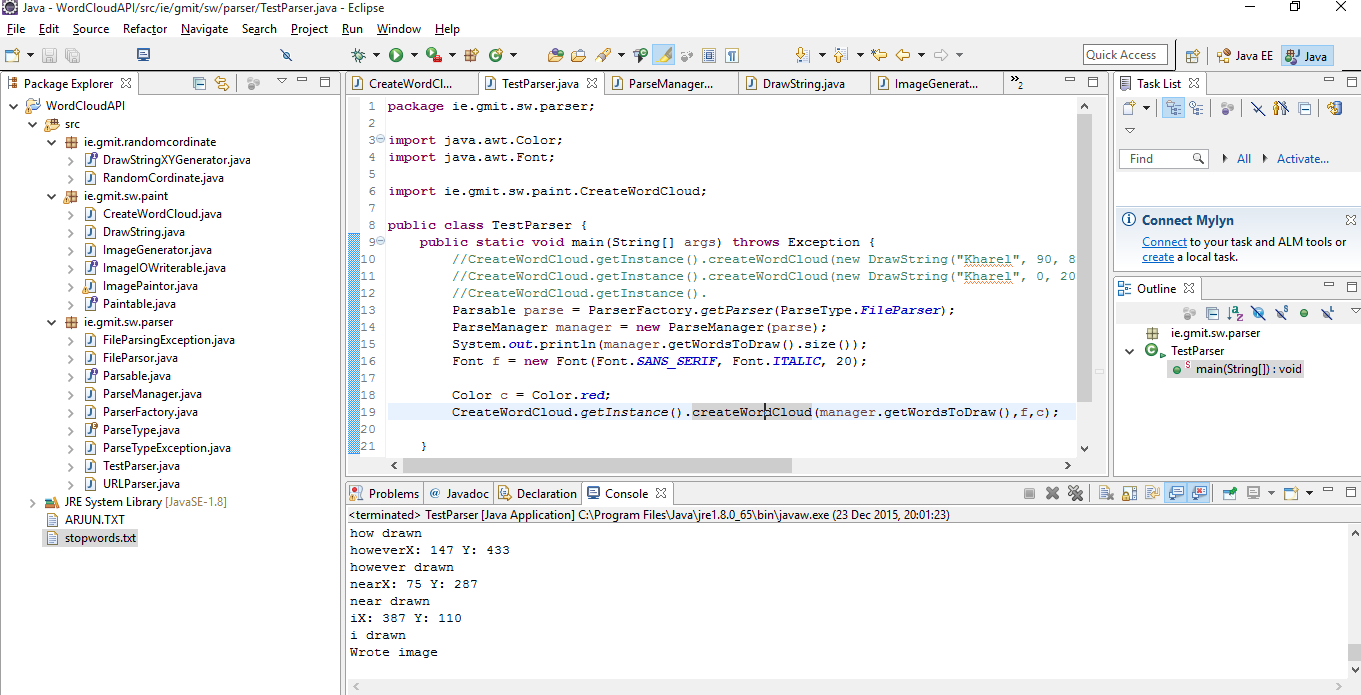 Java - WordCloudAPI/src/ie/gmit/sw/parser/TestParser.java - Eclipse
File Edit Source Refactor Navigate Search Project Run Window Help
Quick Access Java EE Java
Package Explorer
WordCloudAPI
src
ie.gmit.randomcordinate
DrawStringXYGenerator.java
RandomCordinate.java
ie.gmit.sw.paint
CreateWordCloud.java
DrawString.java
ImageGenerator.java
ImageIOWriterable.java
ImagePaintor.java
Paintable.java
ie.gmit.sw.parser
FileParsingException.java
FileParsor.java
Parsable.java
ParseManager.java
ParserFactory.java
ParseType.java
ParseTypeException.java
TestParser.java
URLParser.java
JRE System Library [JavaSE-1.8]
ARJUN.TXT
stopwords.txt
CreateWordCl... TestParser.java ParseManager... DrawString.java ImageGenerat... »2
1 package ie.gmit.sw.parser;
2
3 import java.awt.Color;
4 import java.awt.Font;
5
6 import ie.gmit.sw.paint.CreateWordCloud;
7
8 public class TestParser {
9 public static void main(String[] args) throws Exception {
10 //CreateWordCloud.getInstance().createWordCloud(new DrawString("Kharel", 90, 8
11 //CreateWordCloud.getInstance().createWordCloud(new DrawString("Kharel", 0, 20
12 //CreateWordCloud.getInstance().
13 Parsable parse = ParserFactory.getParser(ParseType.FileParser);
14 ParseManager manager = new ParseManager(parse);
15 System.out.println(manager.getWordsToDraw().size());
16 Font f = new Font(Font.SANS_SERIF, Font.ITALIC, 20);
17
18 Color c = Color.red;
19 CreateWordCloud.getInstance().createWordCloud(manager.getWordsToDraw(),f,c);
20
21 }
Task List
Find All Activate...
Connect Mylyn
Connect to your task and ALM tools or
create a local task.
Outline
ie.gmit.sw.parser
TestParser
main(String[]) : void
Problems Javadoc Declaration Console
<terminated> TestParser [Java Application] C:\Program Files\Java\jre1.8.0_65\bin\javaw.exe (23 Dec 2015, 20:01:23)
how drawn
howeverX: 147 Y: 433
however drawn
nearX: 75 Y: 287
near drawn
iX: 387 Y: 110
i drawn
Wrote image